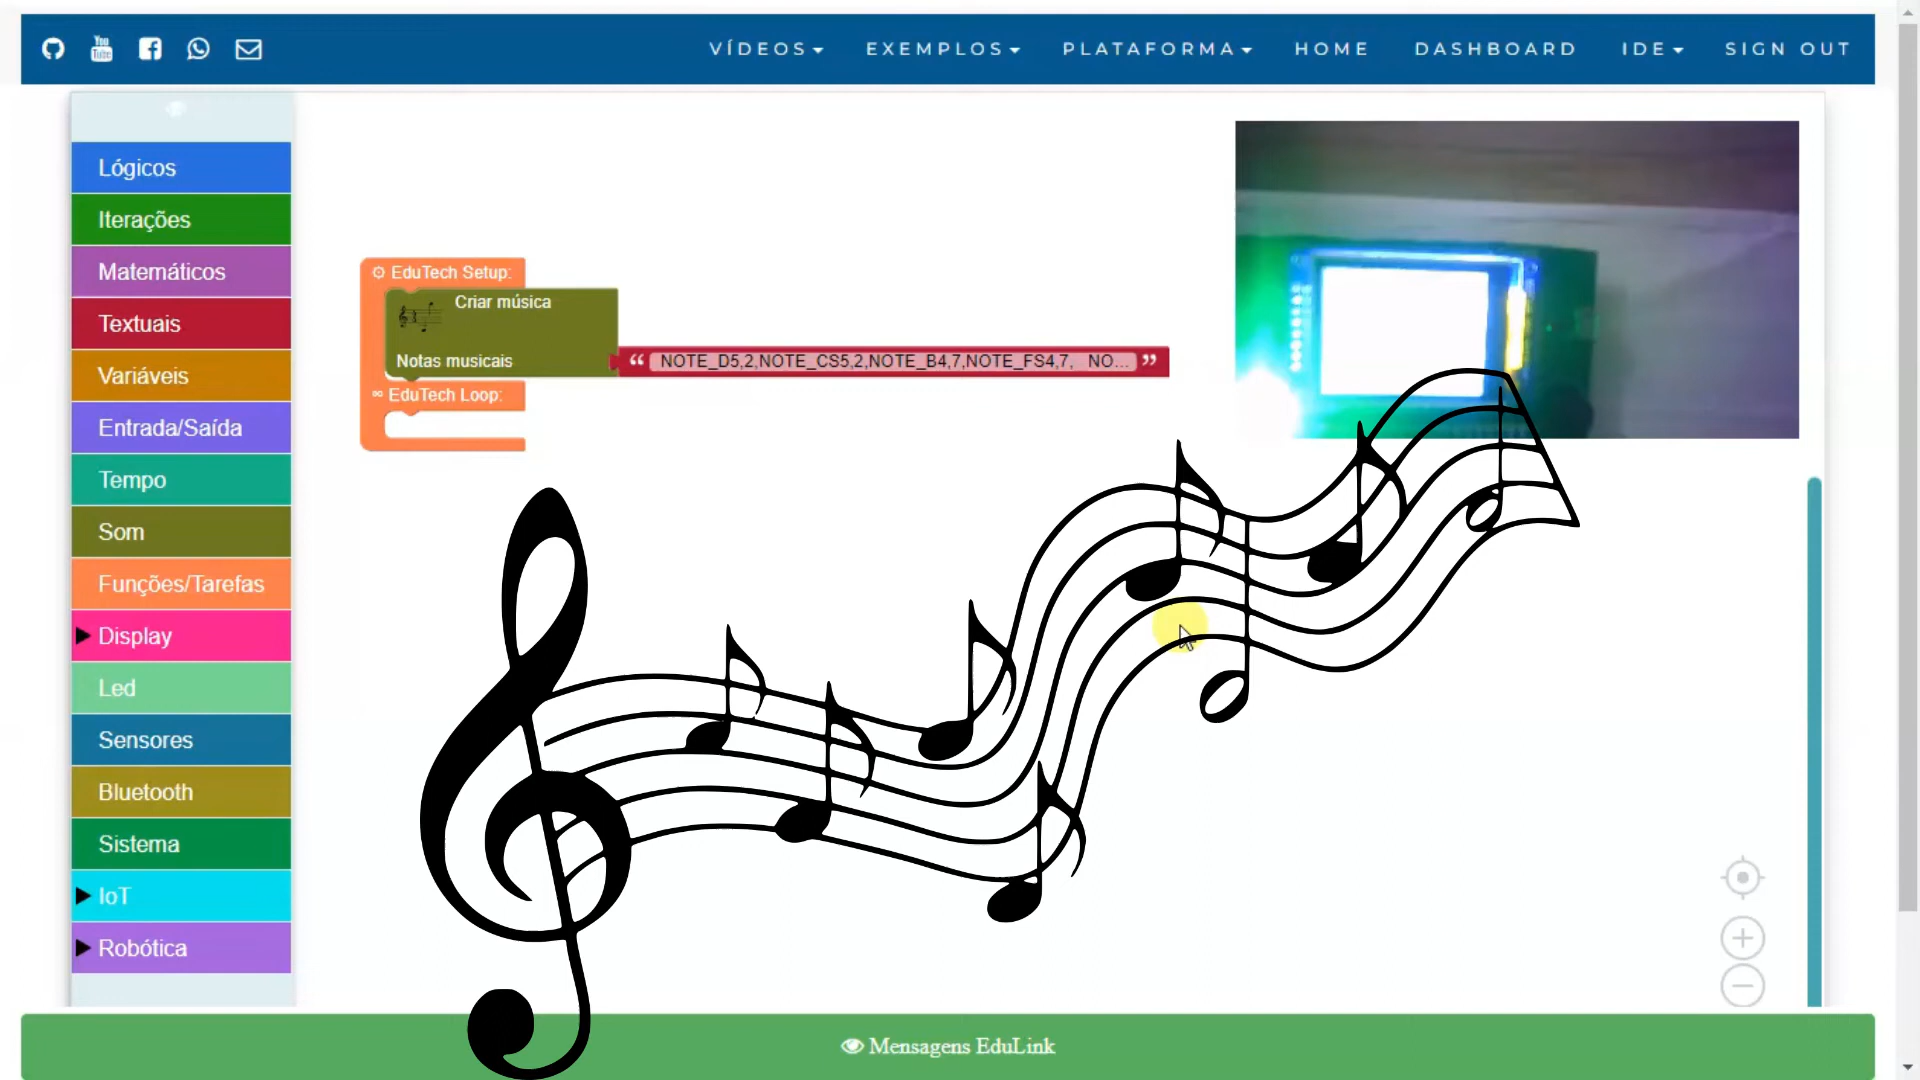 You
Tube
VÍDEOS EXEMPLOS PLATAFORMA HOME DASHBOARD IDE SIGN OUT
Lógicos
Iterações
Matemáticos
Textuais
Variáveis
Entrada/Saída
Tempo
Som
Funções/Tarefas
Display
Led
Sensores
Bluetooth
Sistema
IoT
Robótica
EduTech Setup:
Criar música
Notas musicais
“ NOTE_D5,2,NOTE_CS5,2,NOTE_B4,7,NOTE_FS4,7, NO... ”
EduTech Loop:
Mensagens EduLink